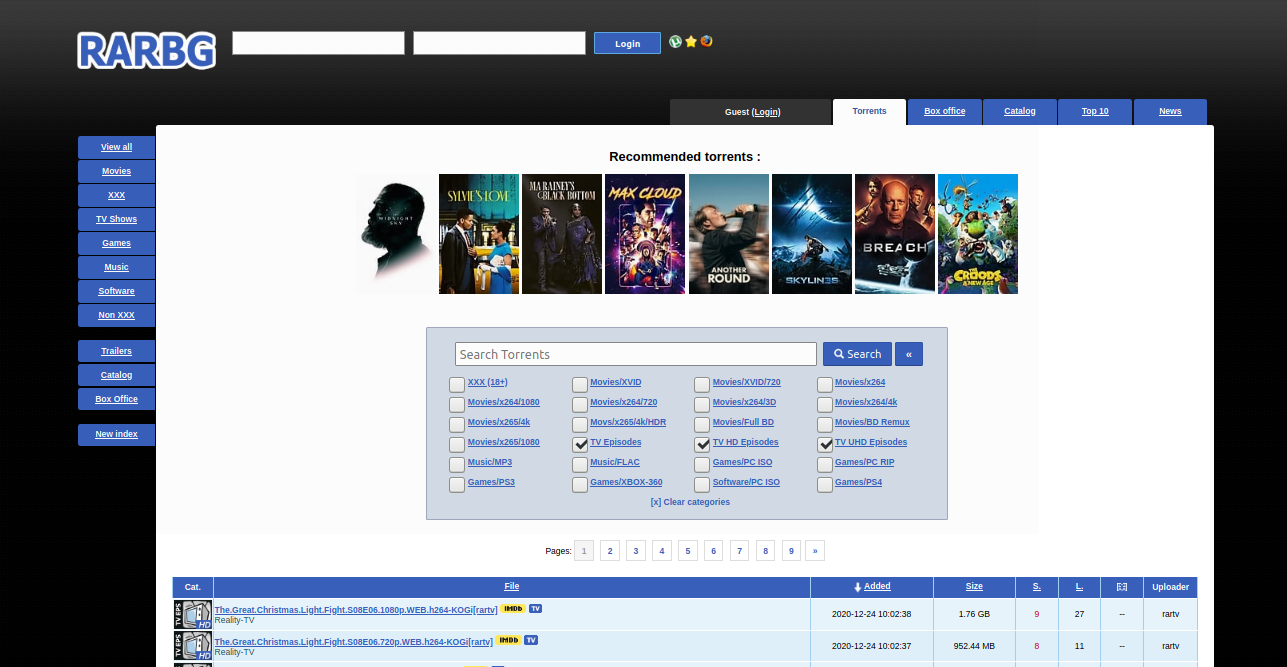 RARBG
Login
Guest (Login)
Torrents
Box office
Catalog
Top 10
News
View all
Movies
XXX
TV Shows
Games
Music
Software
Non XXX
Trailers
Catalog
Box Office
New index
Recommended torrents :
MIDNIGHT
SKY
SYLVIE'S LOVE
MA RAINEY'S
BLACK BOTTOM
MAX CLOUD
ANOTHER
ROUND
SKYLIN3S
BREACH
THE
CROODS
A NEW AGE
Search Torrents
Search
«
XXX (18+)
Movies/XVID
Movies/XVID/720
Movies/x264
Movies/x264/1080
Movies/x264/720
Movies/x264/3D
Movies/x264/4k
Movies/x265/4k
Movs/x265/4k/HDR
Movies/Full BD
Movies/BD Remux
Movies/x265/1080
TV Episodes
TV HD Episodes
TV UHD Episodes
Music/MP3
Music/FLAC
Games/PC ISO
Games/PC RIP
Games/PS3
Games/XBOX-360
Software/PC ISO
Games/PS4
[x] Clear categories
Pages: 1 2 3 4 5 6 7 8 9 »
Cat. File Added Size S. L. Uploader
TV EPS HD
The.Great.Christmas.Light.Fight.S08E06.1080p.WEB.h264-KOGi[rartv] IMDb TV
Reality-TV
2020-12-24 10:02:38 1.76 GB 9 27 -- rartv
TV EPS HD
The.Great.Christmas.Light.Fight.S08E06.720p.WEB.h264-KOGi[rartv] IMDb TV
Reality-TV
2020-12-24 10:02:37 952.44 MB 8 11 -- rartv